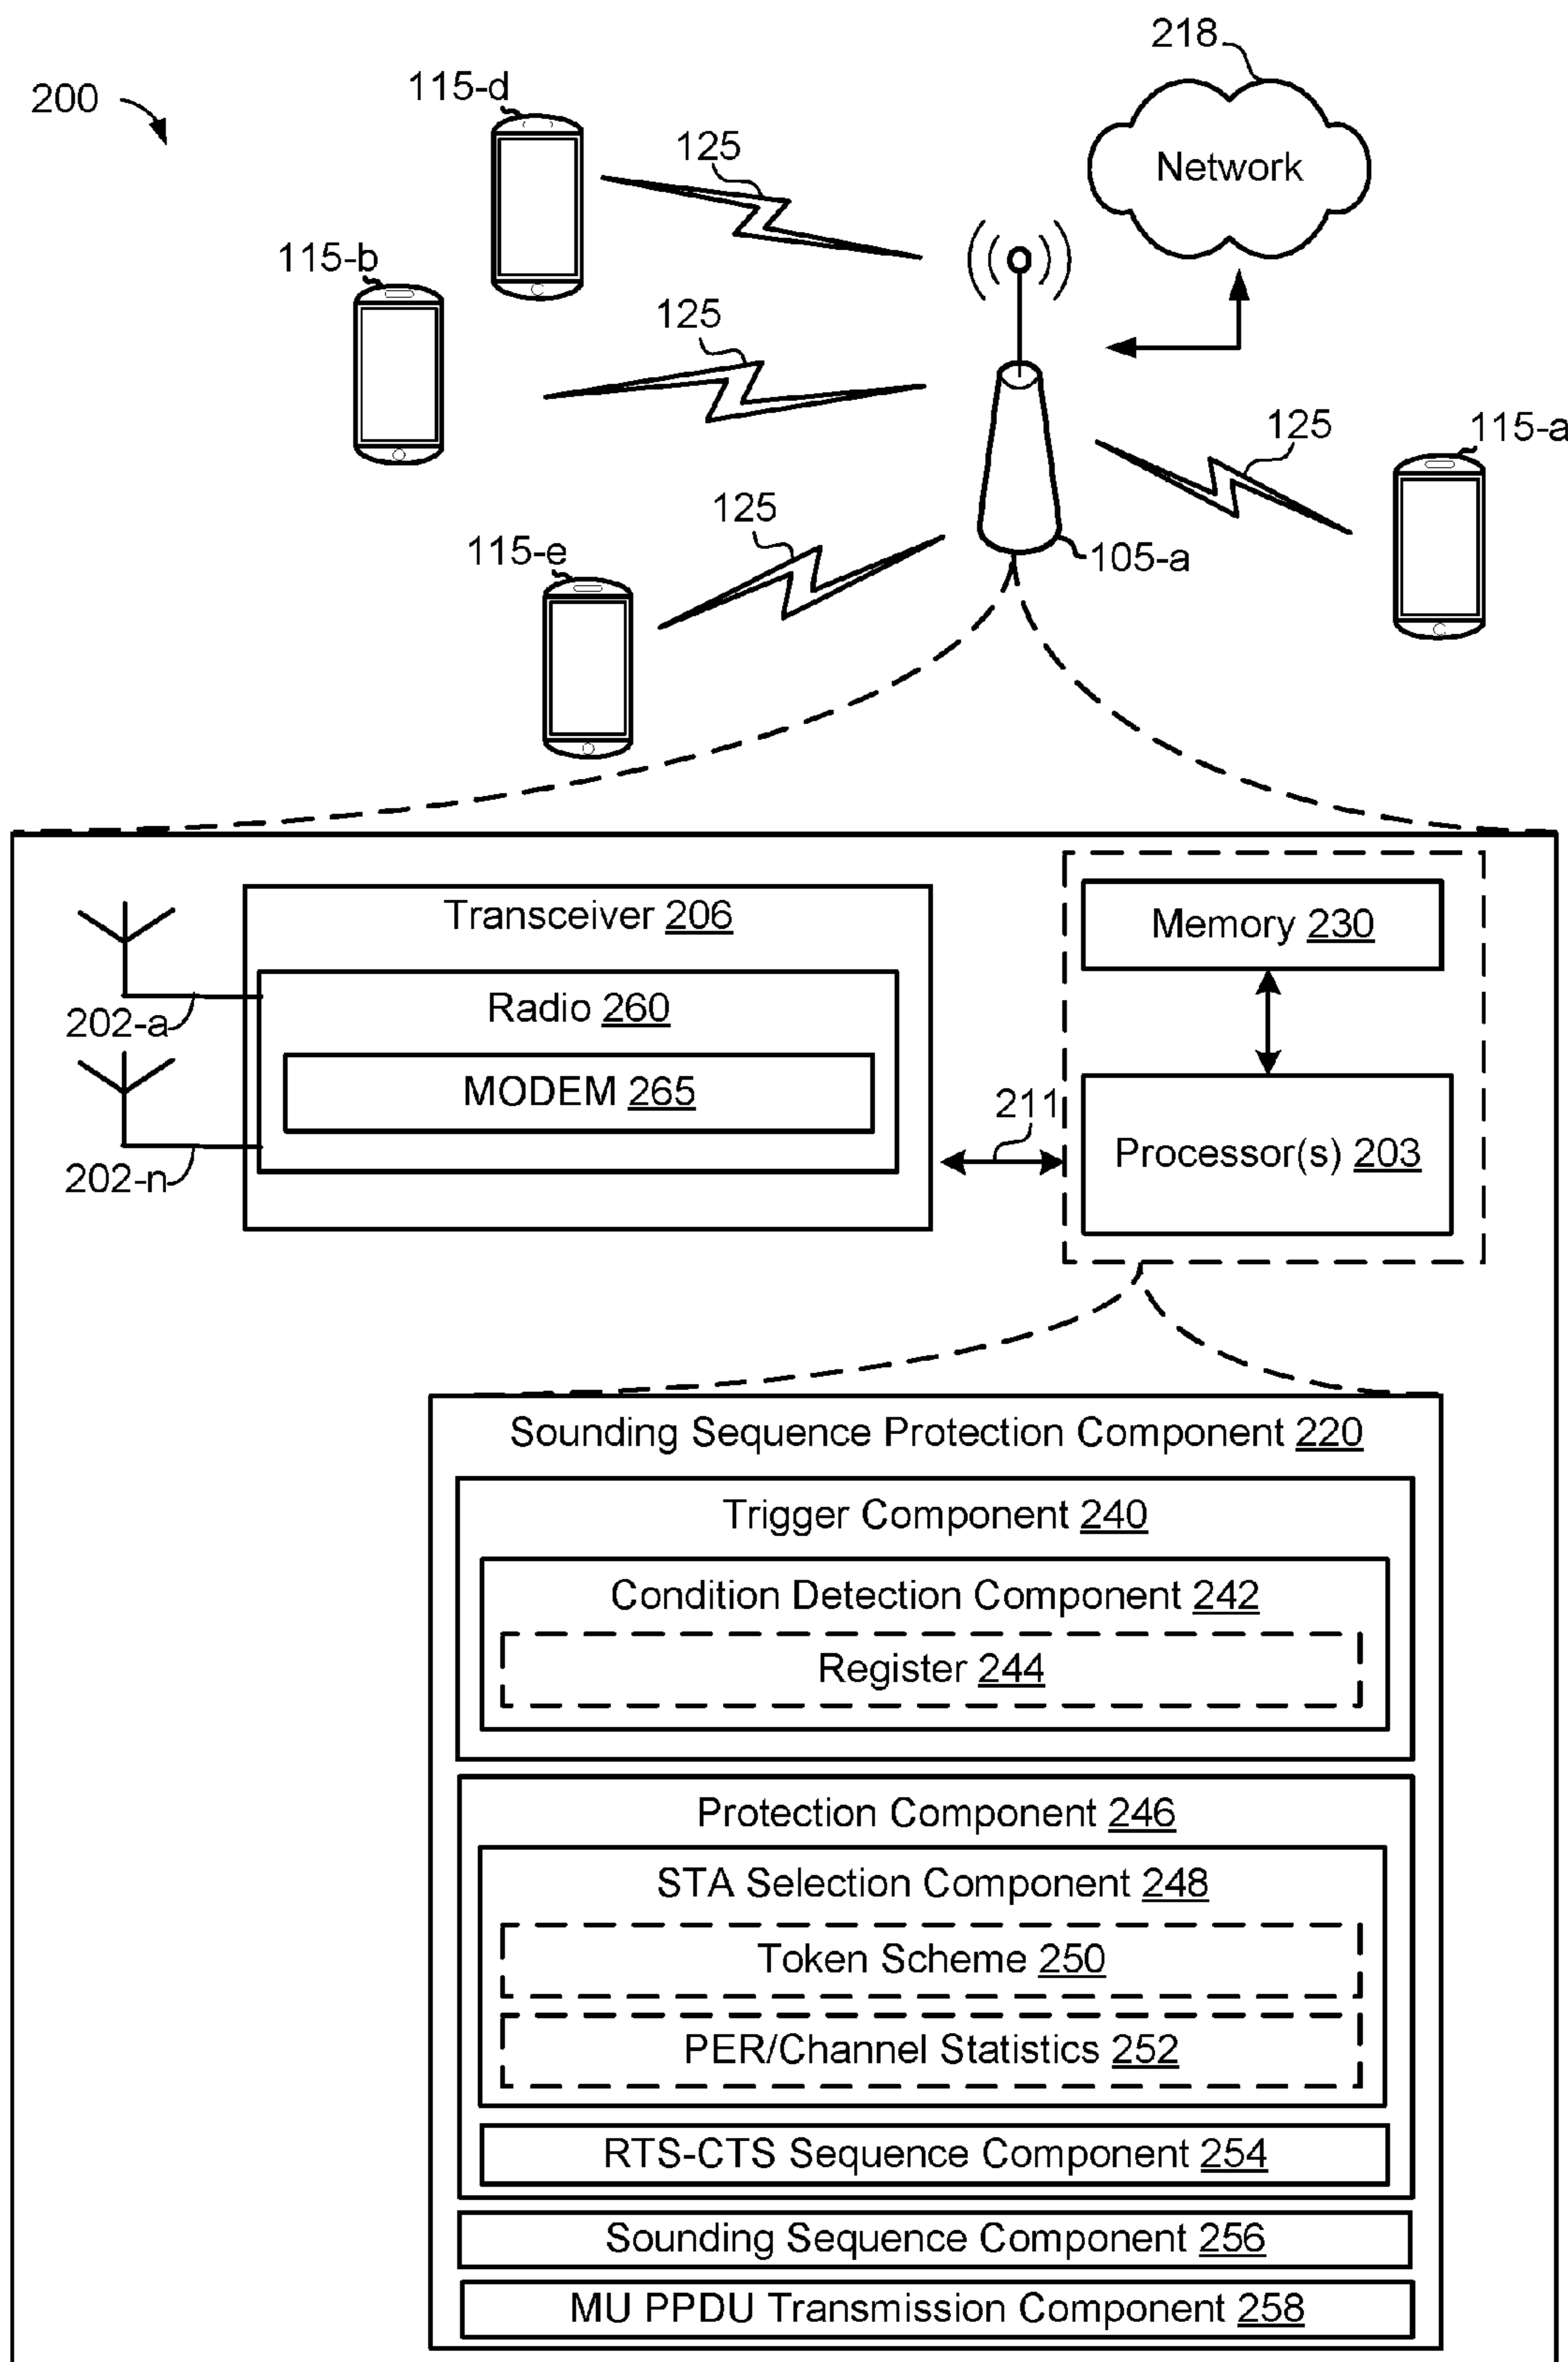 218
200
115-d
125
Network
115-b
125
125
115-a
125
115-e
105-a
Transceiver 206
Memory 230
Radio 260
202-a
MODEM 265
211
Processor(s) 203
202-n
Sounding Sequence Protection Component 220
Trigger Component 240
Condition Detection Component 242
Register 244
Protection Component 246
STA Selection Component 248
Token Scheme 250
PER/Channel Statistics 252
RTS-CTS Sequence Component 254
Sounding Sequence Component 256
MU PPDU Transmission Component 258